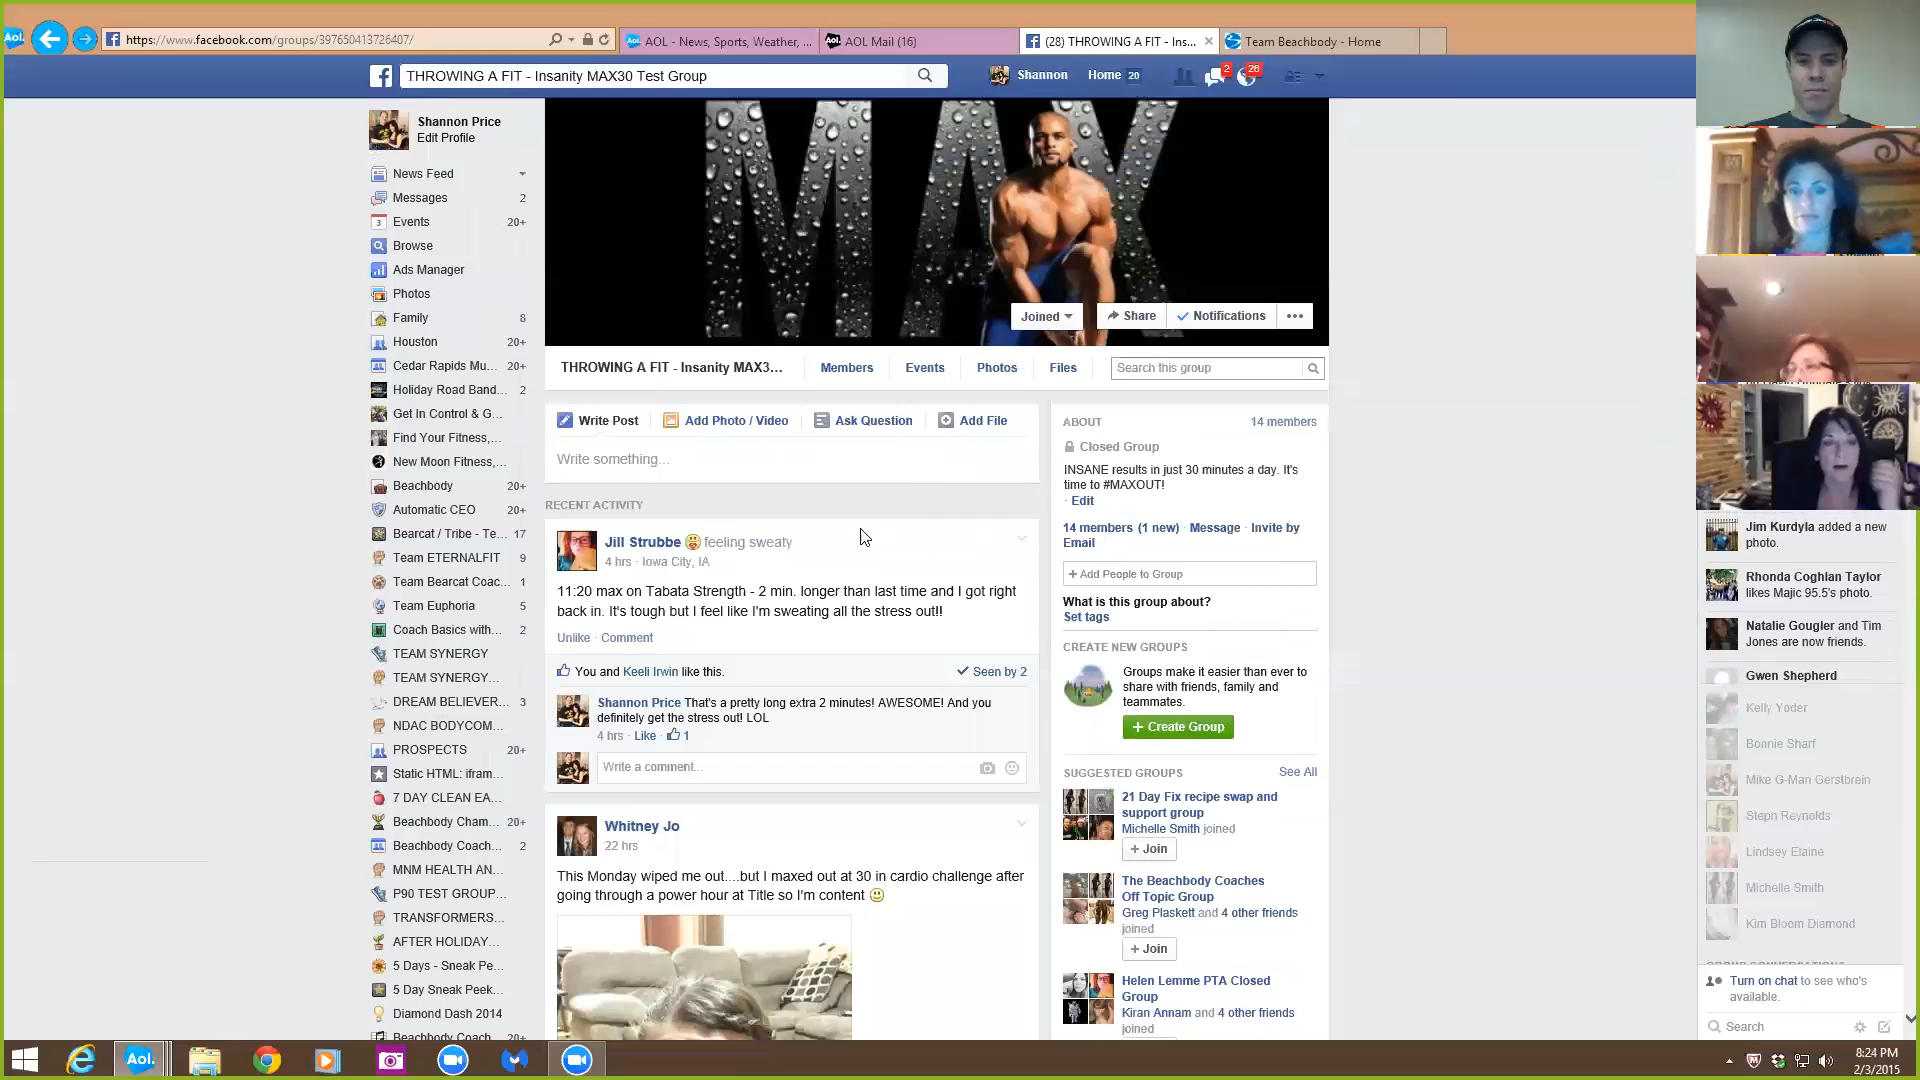 Aol.
https://www.facebook.com/groups/397650413726407/
AOL - News, Sports, Weather, ...
AOL Mail (16)
(28) THROWING A FIT - Ins...
Team Beachbody - Home
THROWING A FIT - Insanity MAX30 Test Group
Shannon
Home 20
2
26
Shannon Price
Edit Profile
News Feed
Messages 2
Events 20+
Browse
Ads Manager
Photos
Family 8
Houston 20+
Cedar Rapids Mu... 20+
Holiday Road Band... 2
Get In Control & G...
Find Your Fitness,...
New Moon Fitness,...
Beachbody 20+
Automatic CEO 20+
Bearcat / Tribe - Te... 17
Team ETERNALFIT 9
Team Bearcat Coac... 1
Team Euphoria 5
Coach Basics with... 2
TEAM SYNERGY
TEAM SYNERGY...
DREAM BELIEVER... 3
NDAC BODYCOM...
PROSPECTS 20+
Static HTML: ifram...
7 DAY CLEAN EA...
Beachbody Cham... 20+
Beachbody Coach... 2
MNM HEALTH AN...
P90 TEST GROUP...
TRANSFORMERS...
AFTER HOLIDAY...
5 Days - Sneak Pe...
5 Day Sneak Peek...
Diamond Dash 2014
Beachbody Coach... 20+
MAX
Joined
Share
Notifications
...
THROWING A FIT - Insanity MAX3...
Members
Events
Photos
Files
Search this group
Write Post
Add Photo / Video
Ask Question
Add File
Write something...
RECENT ACTIVITY
Jill Strubbe feeling sweaty
4 hrs · Iowa City, IA
11:20 max on Tabata Strength - 2 min. longer than last time and I got right
back in. It's tough but I feel like I'm sweating all the stress out!!
Unlike · Comment
You and Keeli Irwin like this.
Seen by 2
Shannon Price That's a pretty long extra 2 minutes! AWESOME! And you
definitely get the stress out! LOL
4 hrs · Like · 1
Write a comment...
Whitney Jo
22 hrs
This Monday wiped me out....but I maxed out at 30 in cardio challenge after
going through a power hour at Title so I'm content
ABOUT
14 members
Closed Group
INSANE results in just 30 minutes a day. It's
time to #MAXOUT!
· Edit
14 members (1 new) · Message · Invite by
Email
+ Add People to Group
What is this group about?
Set tags
CREATE NEW GROUPS
Groups make it easier than ever to
share with friends, family and
teammates.
+ Create Group
SUGGESTED GROUPS
See All
21 Day Fix recipe swap and
support group
Michelle Smith joined
+ Join
The Beachbody Coaches
Off Topic Group
Greg Plaskett and 4 other friends
joined
+ Join
Helen Lemme PTA Closed
Group
Kiran Annam and 4 other friends
joined
Jim Kurdyla added a new
photo.
Rhonda Coghlan Taylor
likes Majic 95.5's photo.
Natalie Gougler and Tim
Jones are now friends.
Gwen Shepherd
Kelly Yoder
Bonnie Sharf
Mike G-Man Gerstbrein
Steph Reynolds
Lindsey Elaine
Michelle Smith
Kim Bloom Diamond
Turn on chat to see who's
available.
Search
Aol.
8:24 PM
2/3/2015